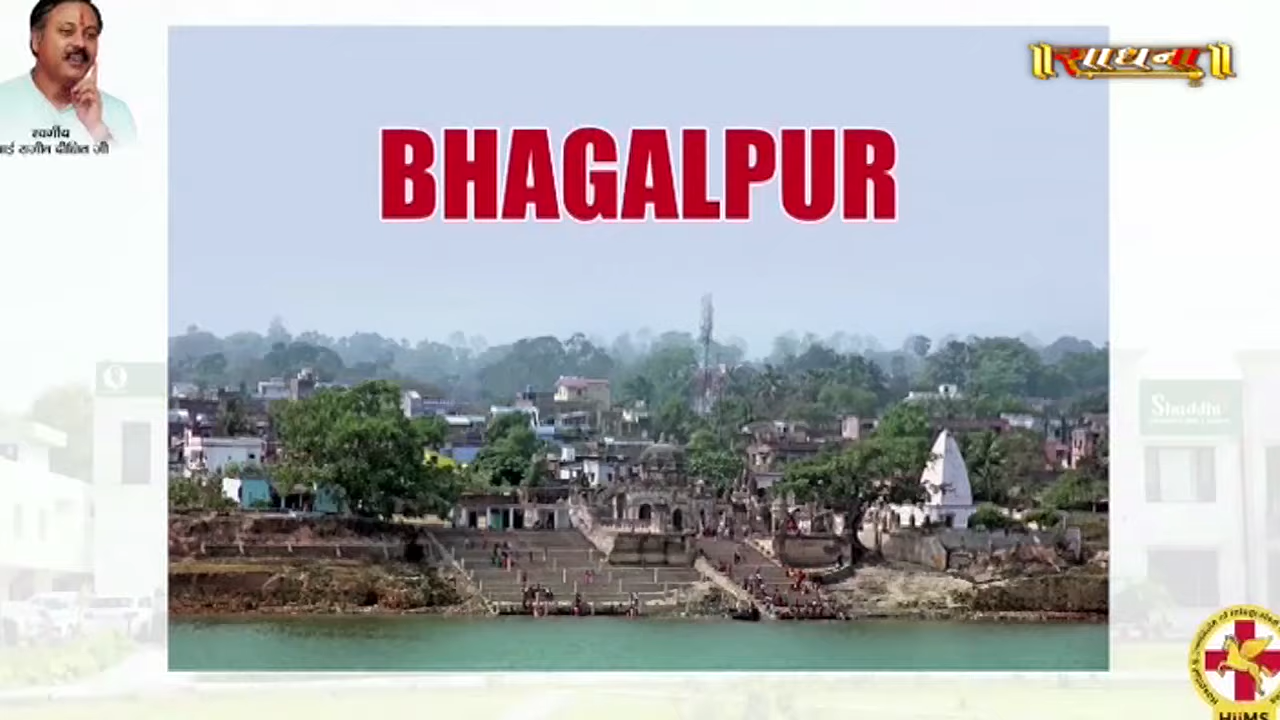 स्वर्गीय
भाई राजीव दीक्षित जी
॥साधना॥
BHAGALPUR
Shuddhi
HiiMS